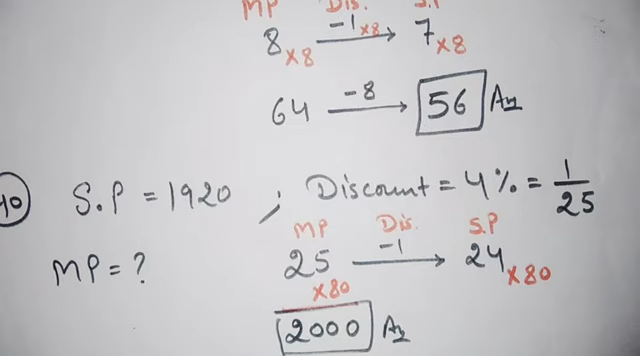 MP Dis. S.P
8 -1 7
×8 ×8 ×8
64 -8 56 Ans
40 S.P = 1920 ; Discount = 4% = 1/25
MP Dis. S.P
MP = ? 25 -1 24
×80 ×80
2000 Ans